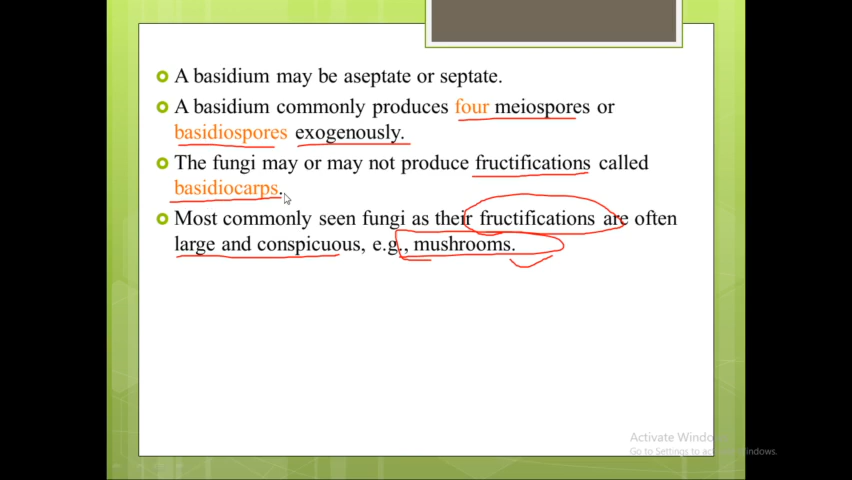 A basidium may be aseptate or septate.
A basidium commonly produces four meiospores or
basidiospores exogenously.
The fungi may or may not produce fructifications called
basidiocarps.
Most commonly seen fungi as their fructifications are often
large and conspicuous, e.g., mushrooms.
Activate Windows
Go to Settings to activate Windows.